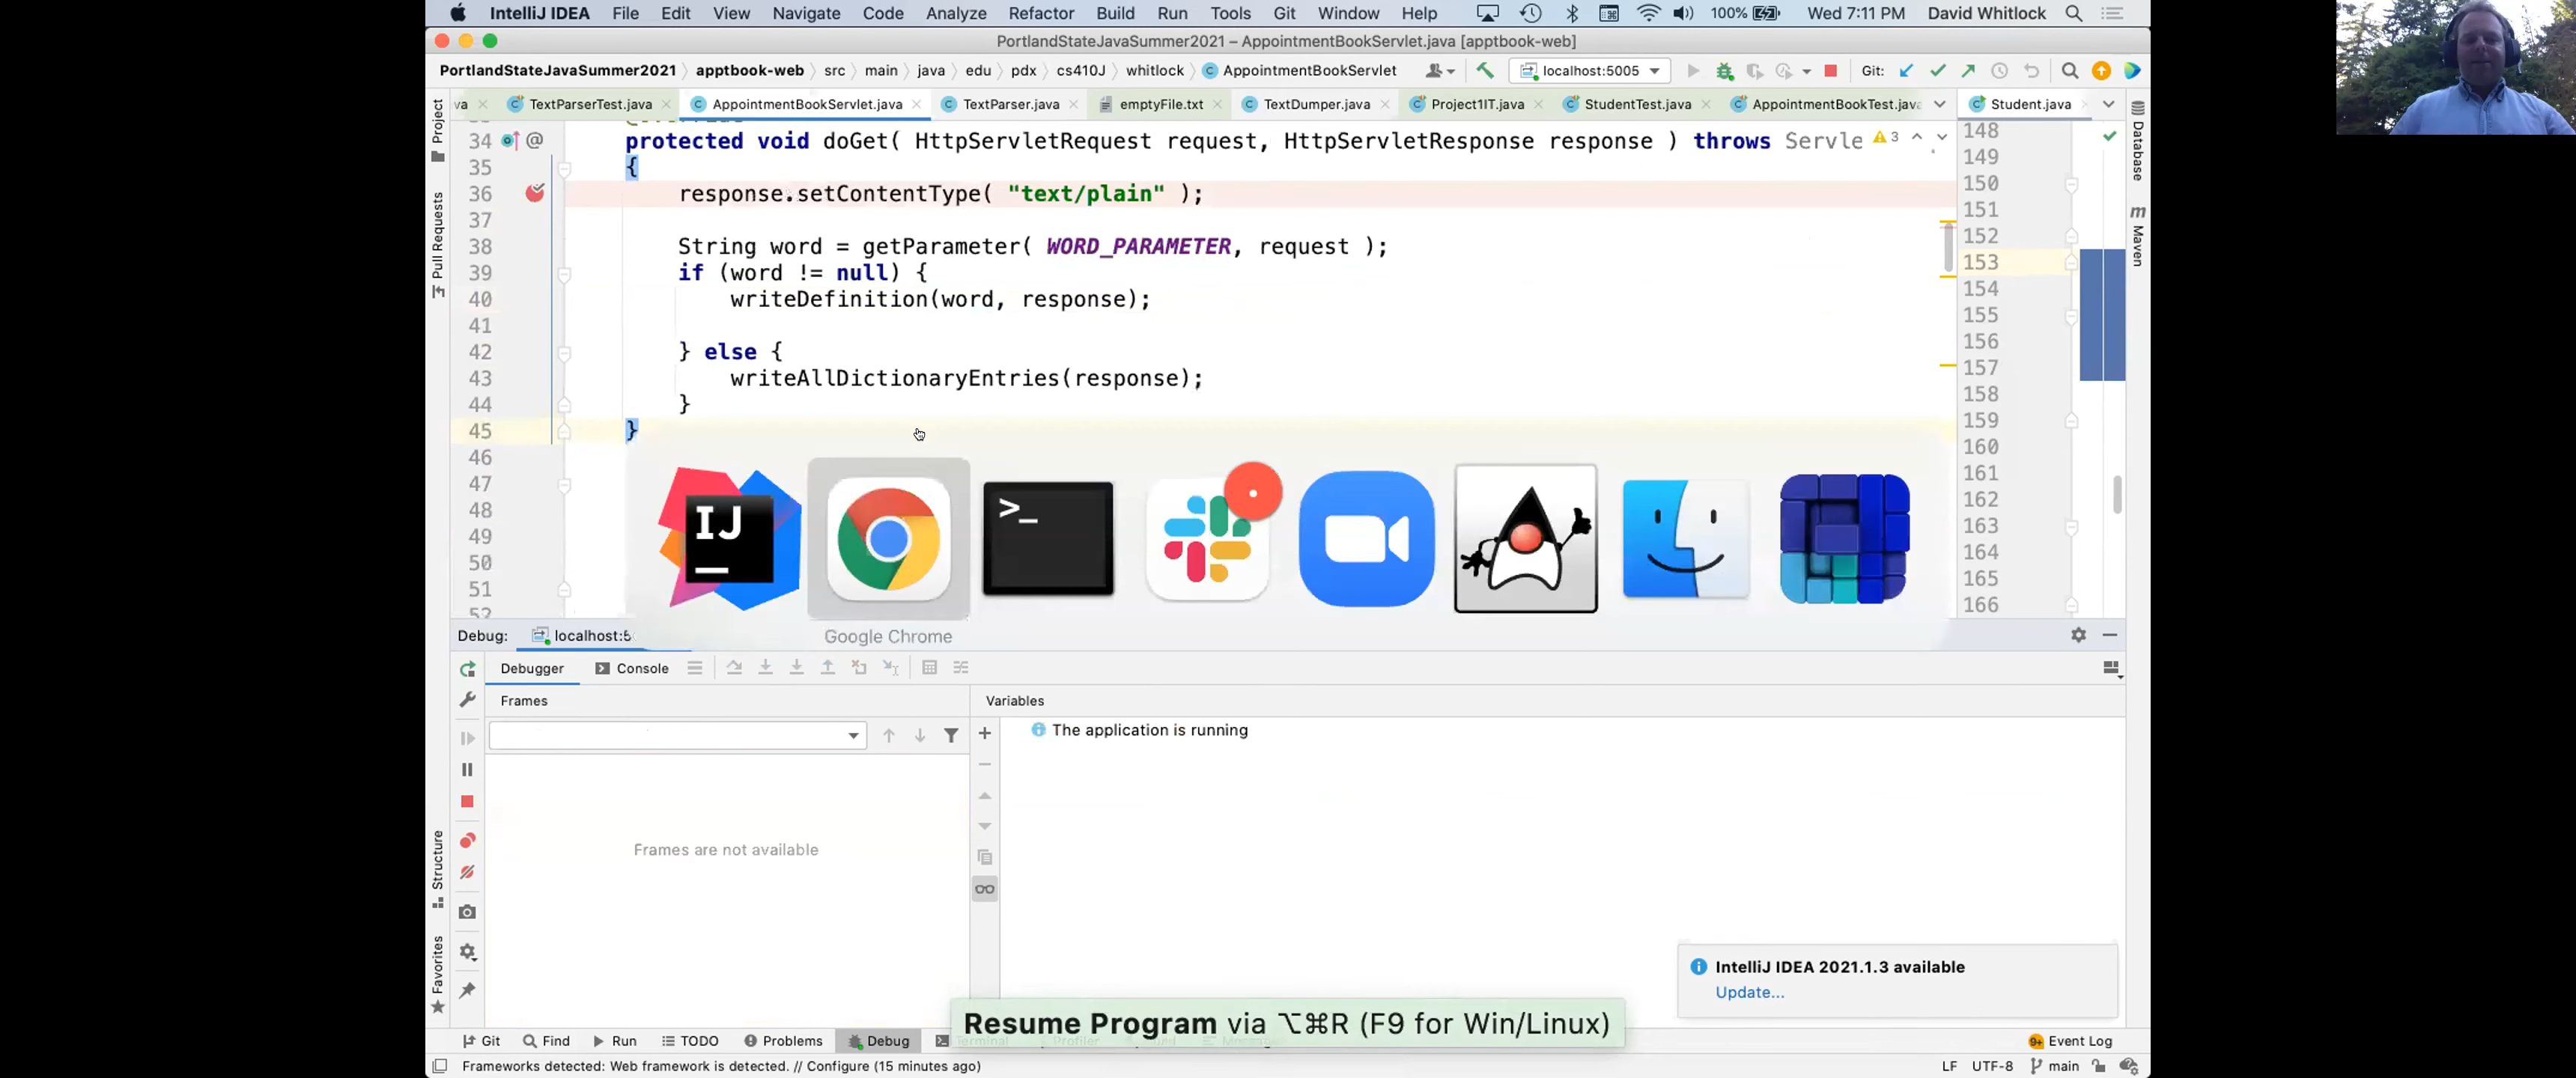 IntelliJ IDEA File Edit View Navigate Code Analyze Refactor Build Run Tools Git Window Help 100% Wed 7:11 PM David Whitlock
PortlandStateJavaSummer2021 – AppointmentBookServlet.java [apptbook-web]
PortlandStateJavaSummer2021 apptbook-web src main java edu pdx cs410J whitlock AppointmentBookServlet localhost:5005 Git:
va TextParserTest.java AppointmentBookServlet.java TextParser.java emptyFile.txt TextDumper.java Project1IT.java StudentTest.java AppointmentBookTest.java Student.java
34 protected void doGet( HttpServletRequest request, HttpServletResponse response ) throws Servle 3
35 {
36 response.setContentType( "text/plain" );
37
38 String word = getParameter( WORD_PARAMETER, request );
39 if (word != null) {
40 writeDefinition(word, response);
41
42 } else {
43 writeAllDictionaryEntries(response);
44 }
45 }
46
47
48
49
50
51
52
148
149
150
151
152
153
154
155
156
157
158
159
160
161
162
163
164
165
166
Project
Pull Requests
Structure
Favorites
Database
m Maven
IJ
>_
Google Chrome
Debug: localhost:5
Debugger Console
Frames Variables
The application is running
Frames are not available
IntelliJ IDEA 2021.1.3 available
Update...
Resume Program via ⌥⌘R (F9 for Win/Linux)
Git Find Run TODO Problems Debug Terminal Profiler 9+ Event Log
Frameworks detected: Web framework is detected. // Configure (15 minutes ago) LF UTF-8 main